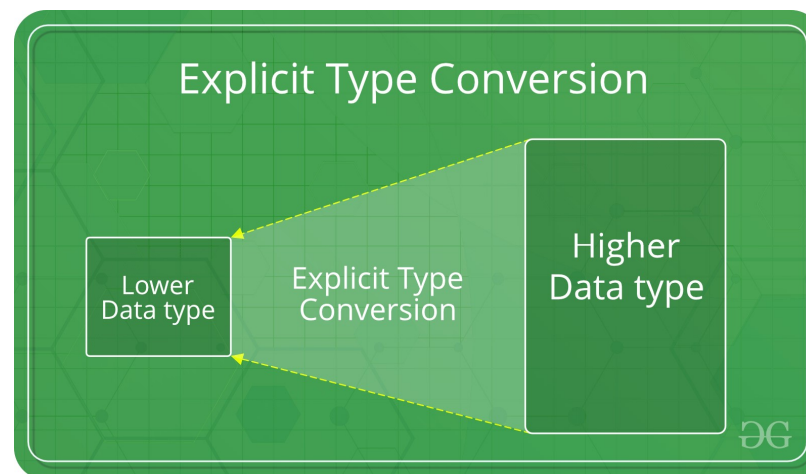 Explicit Type Conversion
Lower
Data type
Explicit Type
Conversion
Higher
Data type